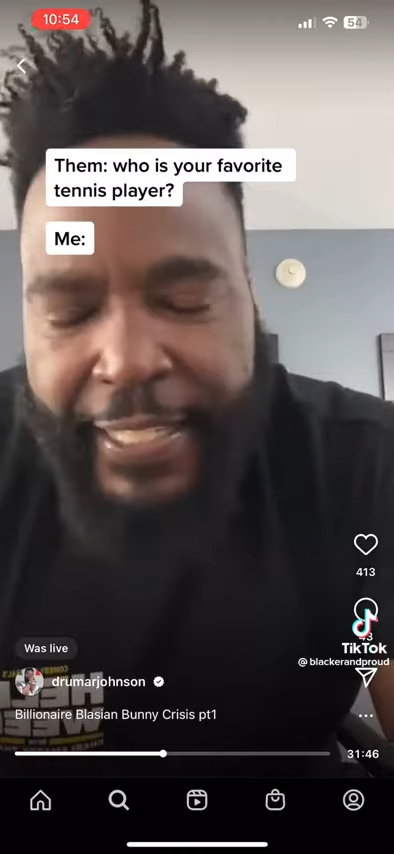 10:54
54
Them: who is your favorite
tennis player?
Me:
413
Was live
TikTok
@ blackerandproud
drumarjohnson
Billionaire Blasian Bunny Crisis pt1
31:46